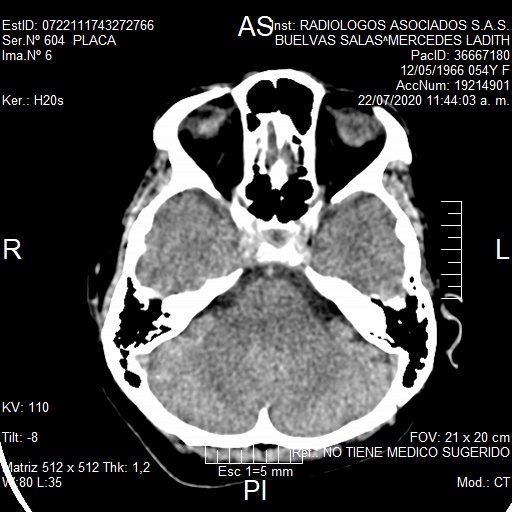 EstID: 0722111743272766
Ser.Nº 604 PLACA
Ima.Nº 6
Ker.: H20s
AS
Inst: RADIOLOGOS ASOCIADOS S.A.S.
BUELVAS SALAS^MERCEDES LADITH
PacID: 36667180
12/05/1966 054Y F
AccNum: 19214901
22/07/2020 11:44:03 a. m.
R
L
KV: 110
Tilt: -8
Matriz 512 x 512 Thk: 1,2
W:80 L:35
FOV: 21 x 20 cm
Ref.: NO TIENE MEDICO SUGERIDO
Esc 1=5 mm
Mod.: CT
PI